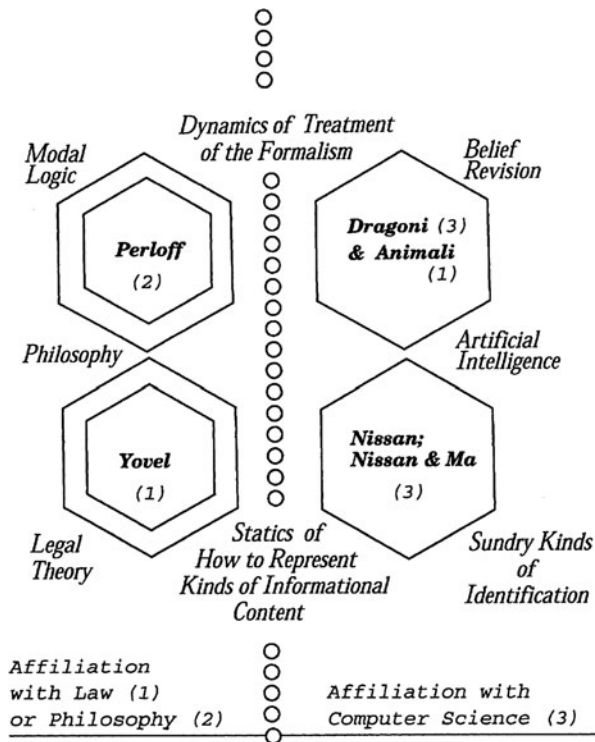 Dynamics of Treatment
of the Formalism
Modal
Logic
Belief
Revision
Perloff
(2)
Dragoni (3)
& Animali
(1)
Philosophy
Artificial
Intelligence
Yovel
(1)
Nissan;
Nissan & Ma
(3)
Legal
Theory
Statics of
How to Represent
Kinds of Informational
Content
Sundry Kinds
of
Identification
Affiliation
with Law (1)
or Philosophy (2)
Affiliation with
Computer Science (3)